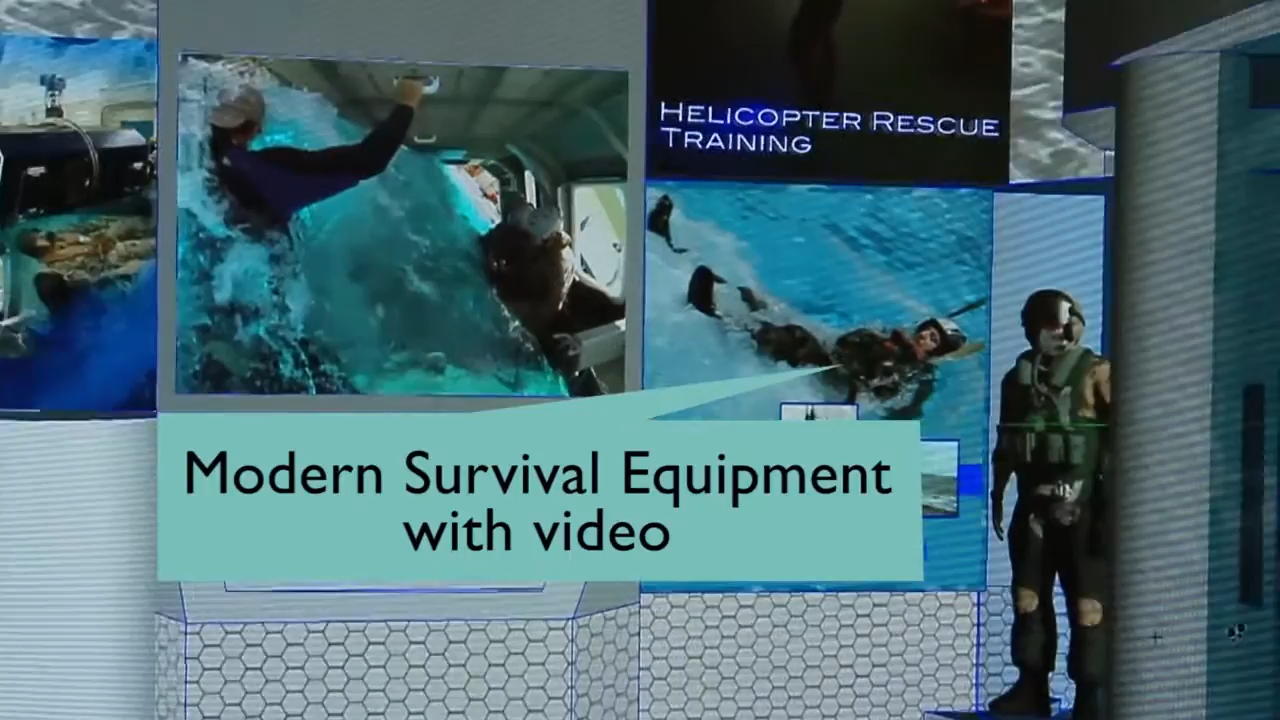 HELICOPTER RESCUE
TRAINING
Modern Survival Equipment
with video